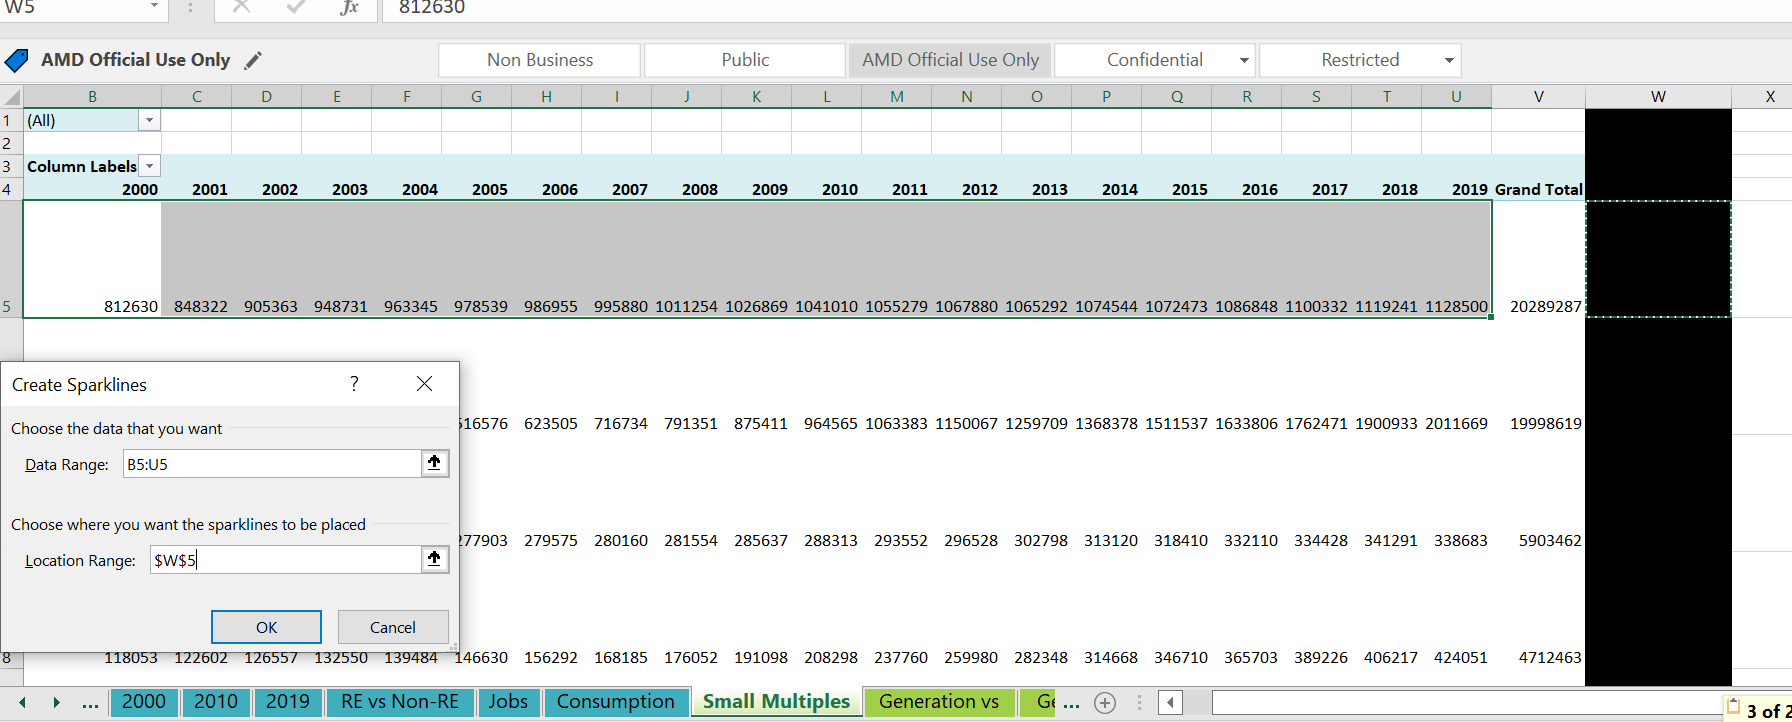 W5 fx 812630
AMD Official Use Only Non Business Public AMD Official Use Only Confidential Restricted
B C D E F G H I J K L M N O P Q R S T U V W X
1 (All)
2
3 Column Labels
4 2000 2001 2002 2003 2004 2005 2006 2007 2008 2009 2010 2011 2012 2013 2014 2015 2016 2017 2018 2019 Grand Total
5 812630 848322 905363 948731 963345 978539 986955 995880 1011254 1026869 1041010 1055279 1067880 1065292 1074544 1072473 1086848 1100332 1119241 1128500 20289287
Create Sparklines ?
Choose the data that you want
Data Range: B5:U5
Choose where you want the sparklines to be placed
Location Range: $W$5
OK Cancel
516576 623505 716734 791351 875411 964565 1063383 1150067 1259709 1368378 1511537 1633806 1762471 1900933 2011669 19998619
277903 279575 280160 281554 285637 288313 293552 296528 302798 313120 318410 332110 334428 341291 338683 5903462
8 118053 122602 126557 132550 139484 146630 156292 168185 176052 191098 208298 237760 259980 282348 314668 346710 365703 389226 406217 424051 4712463
... 2000 2010 2019 RE vs Non-RE Jobs Consumption Small Multiples Generation vs Ge ...
3 of 2